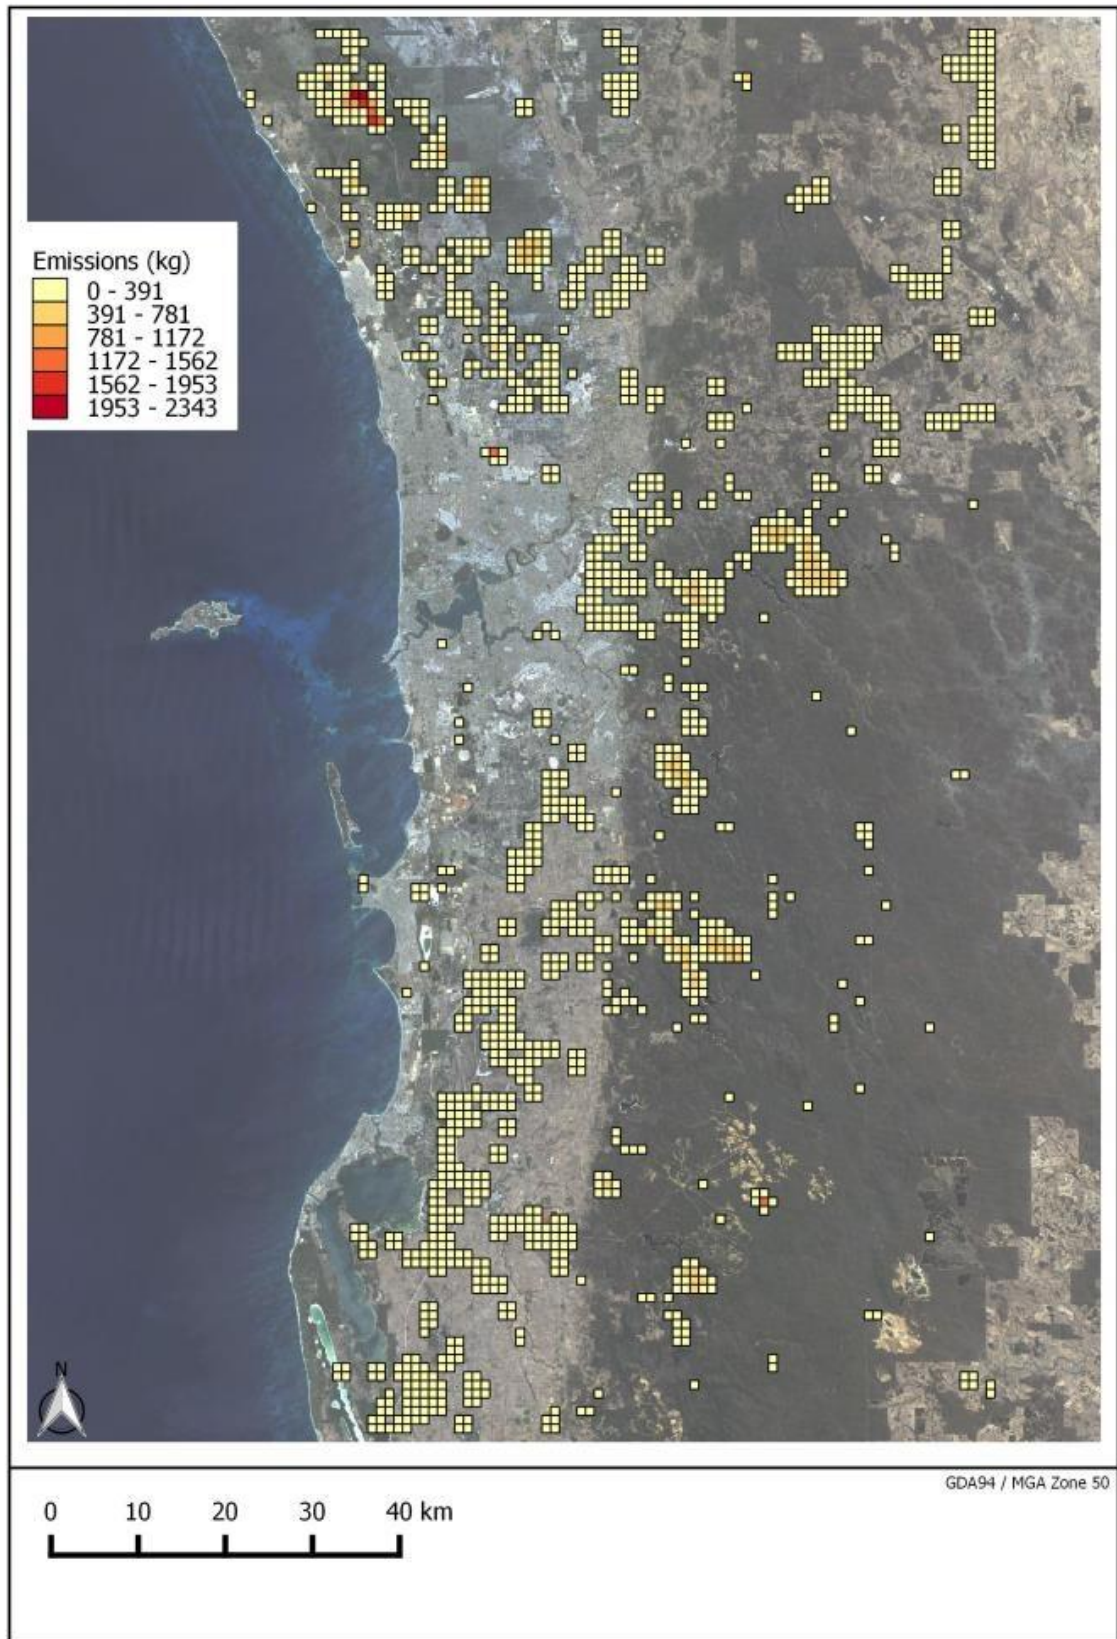 Emissions (kg)
0 - 391
391 - 781
781 - 1172
1172 - 1562
1562 - 1953
1953 - 2343
N
GDA94 / MGA Zone 50
0 10 20 30 40 km